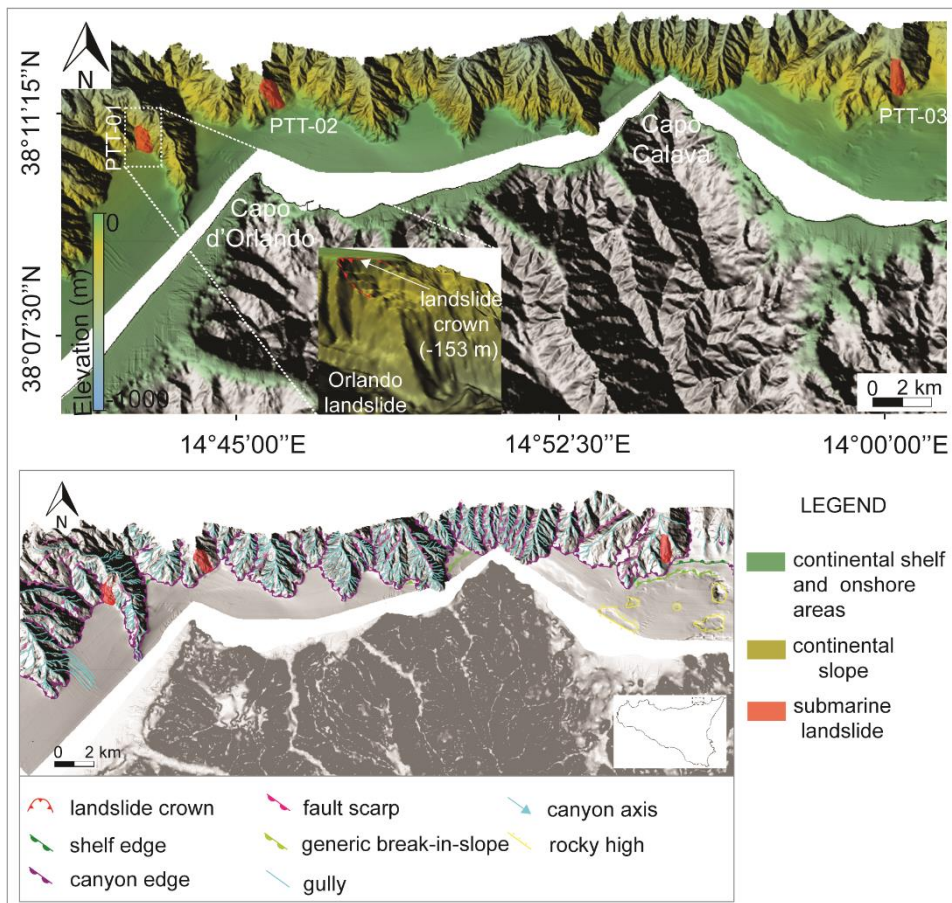 N
38°11’15’’N
38°07’30’’N
PTT-01
PTT-02
PTT-03
Capo
Calavà
Capo
d’Orlando
0
Elevation (m)
-1000
landslide
crown
(-153 m)
Orlando
landslide
0 2 km
14°45’00’’E
14°52’30’’E
14°00’00’’E
N
0 2 km
LEGEND
continental shelf
and onshore
areas
continental
slope
submarine
landslide
landslide crown
shelf edge
canyon edge
fault scarp
generic break-in-slope
gully
canyon axis
rocky high